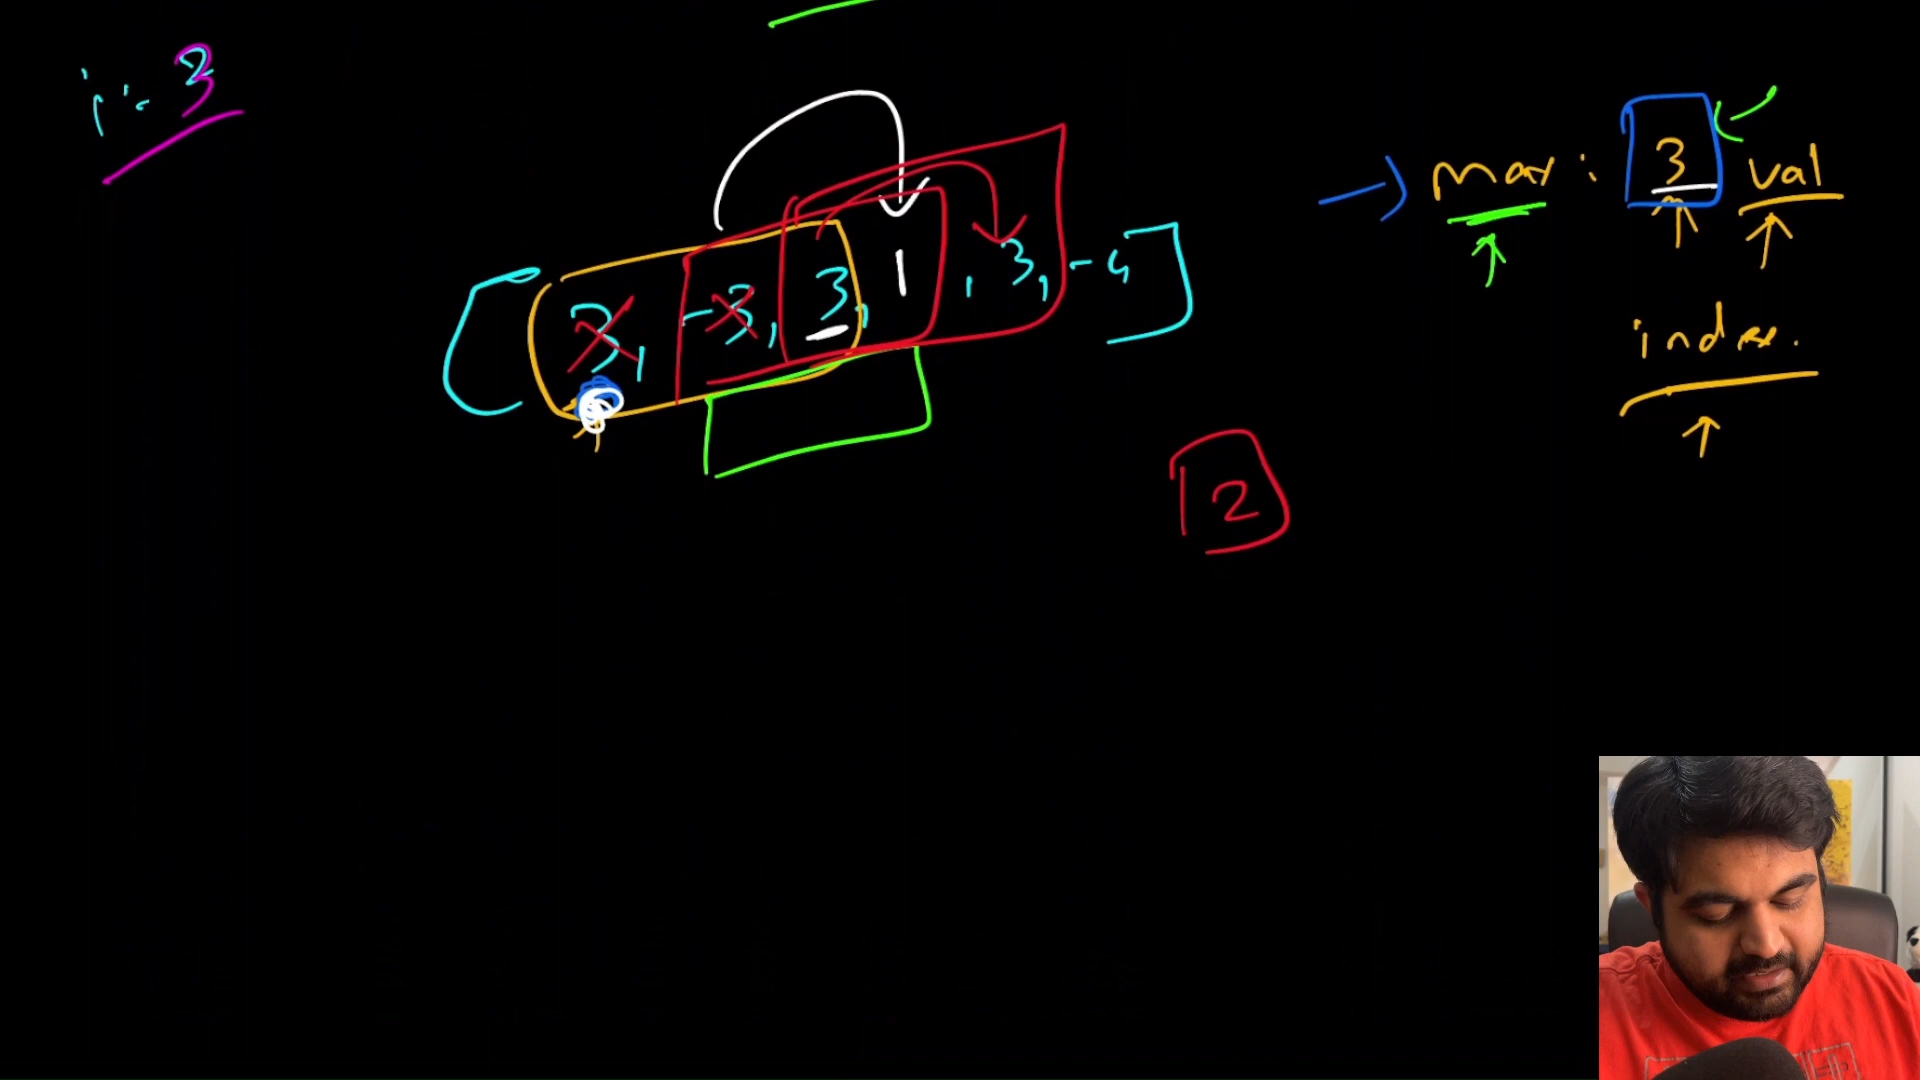 i = 3
max : 3 val
[ 3, -3, 3, 1, 3, -4 ]
index.
2